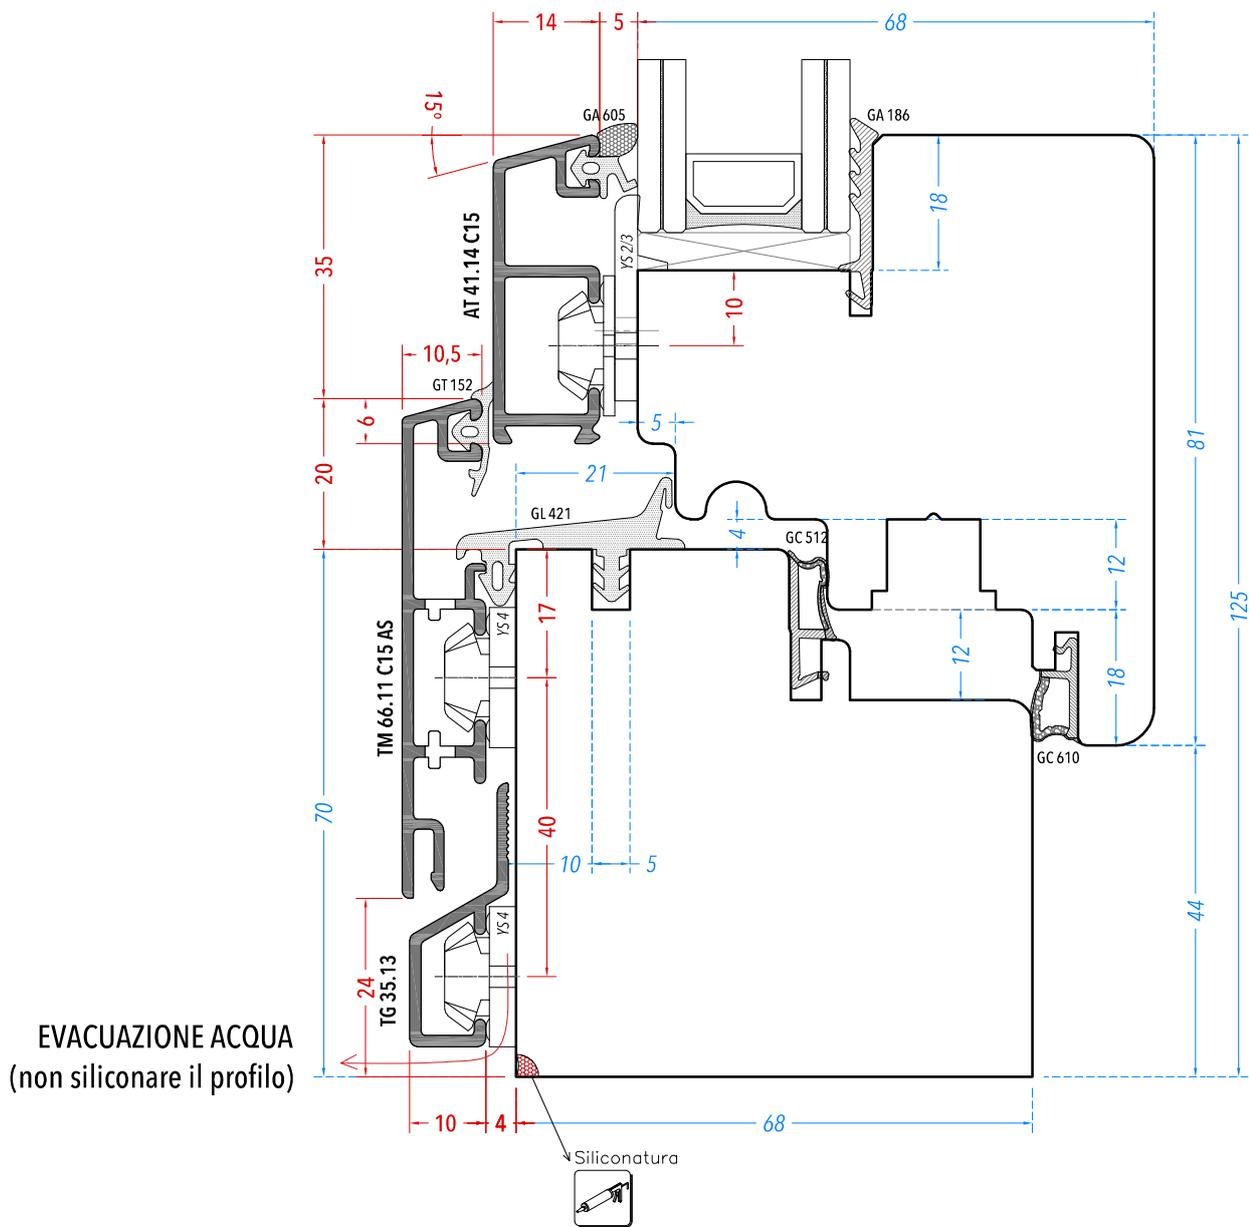 14
5
68
15°
GA 605
GA 186
18
35
AT 41.14 C15
YS 2/3
10
10,5
GT 152
6
5
81
20
21
GL 421
4
GC 512
12
125
17
YS 4
12
18
TM 66.11 C15 AS
GC 610
70
40
10
5
44
YS 4
24
TG 35.13
EVACUAZIONE ACQUA
(non siliconare il profilo)
10
4
68
Siliconatura